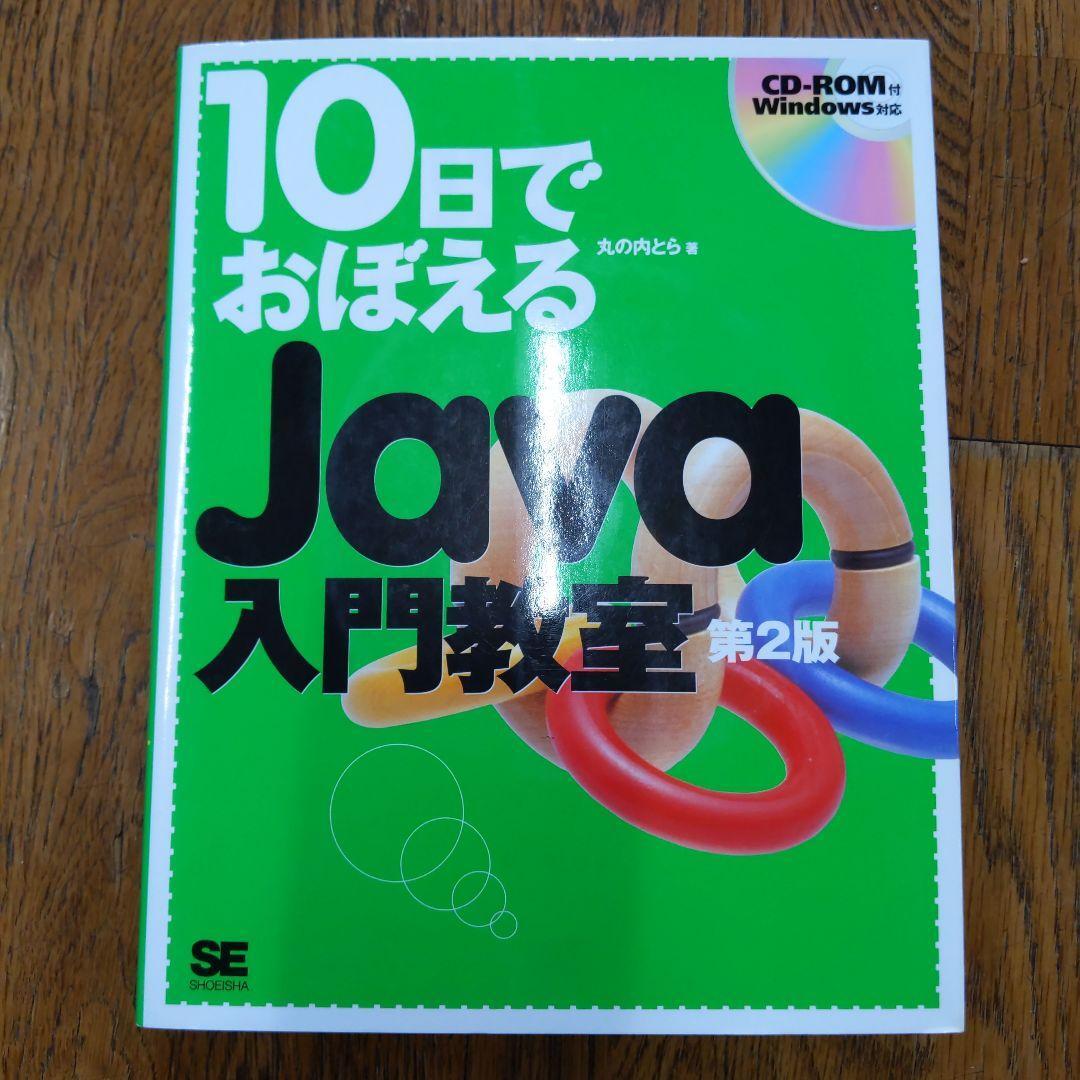 CD-ROM付
Windows対応
10日で
おぼえる
丸の内とら 著
Java
入門教室
第2版
SE
SHOEISHA